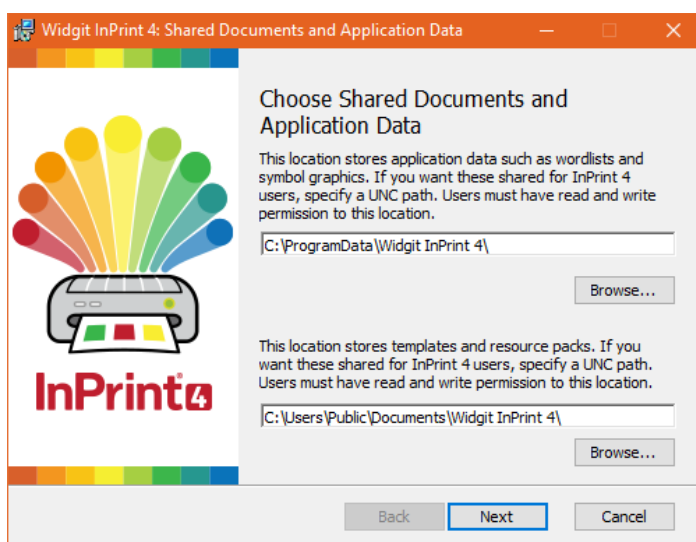 Widgit InPrint 4: Shared Documents and Application Data
Choose Shared Documents and
Application Data
This location stores application data such as wordlists and
symbol graphics. If you want these shared for InPrint 4
users, specify a UNC path. Users must have read and write
permission to this location.
C:\ProgramData\Widgit InPrint 4\
Browse...
This location stores templates and resource packs. If you
want these shared for InPrint 4 users, specify a UNC path.
Users must have read and write permission to this location.
InPrint 4
C:\Users\Public\Documents\Widgit InPrint 4\
Browse...
Back
Next
Cancel